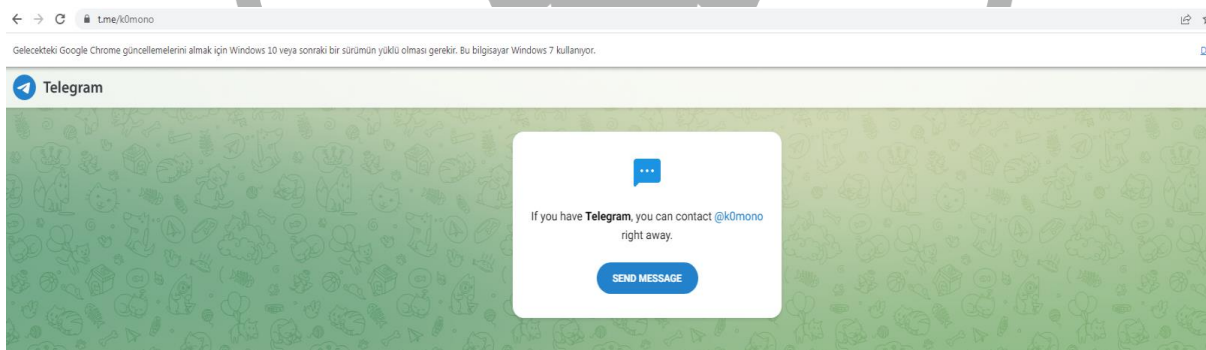 t.me/k0mono
Gelecekteki Google Chrome güncellemelerini almak için Windows 10 veya sonraki bir sürümün yüklü olması gerekir. Bu bilgisayar Windows 7 kullanıyor.
Telegram
If you have Telegram, you can contact @k0mono
right away.
SEND MESSAGE